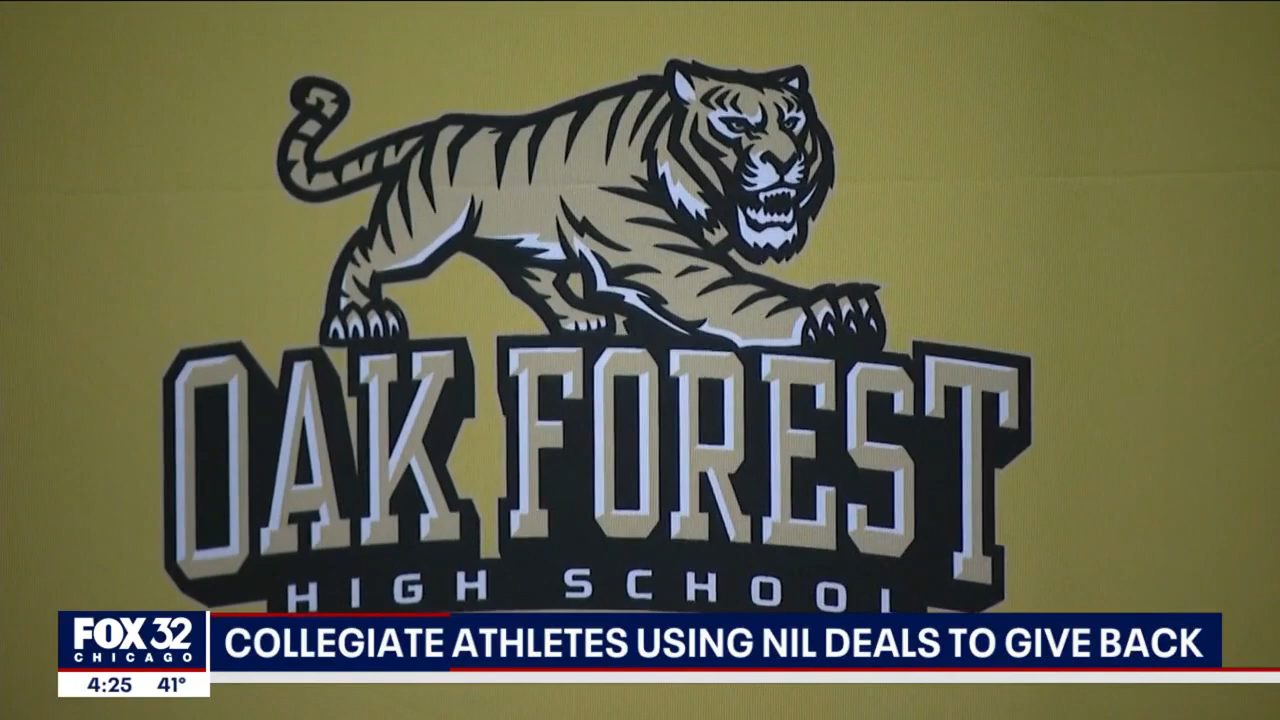 OAK FOREST
HIGH SCHOOL
FOX 32
CHICAGO
COLLEGIATE ATHLETES USING NIL DEALS TO GIVE BACK
4:25 41°